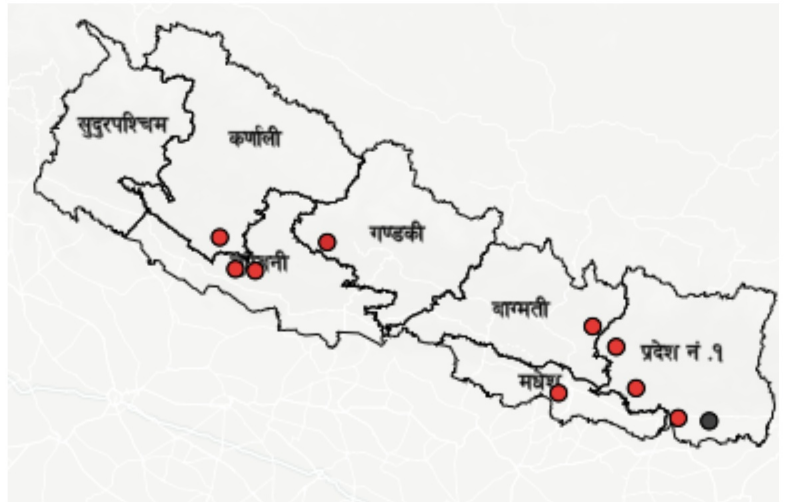 सुदुरपश्चिम
कर्णाली
गण्डकी
बाग्मती
प्रदेश नं .१
मधेश